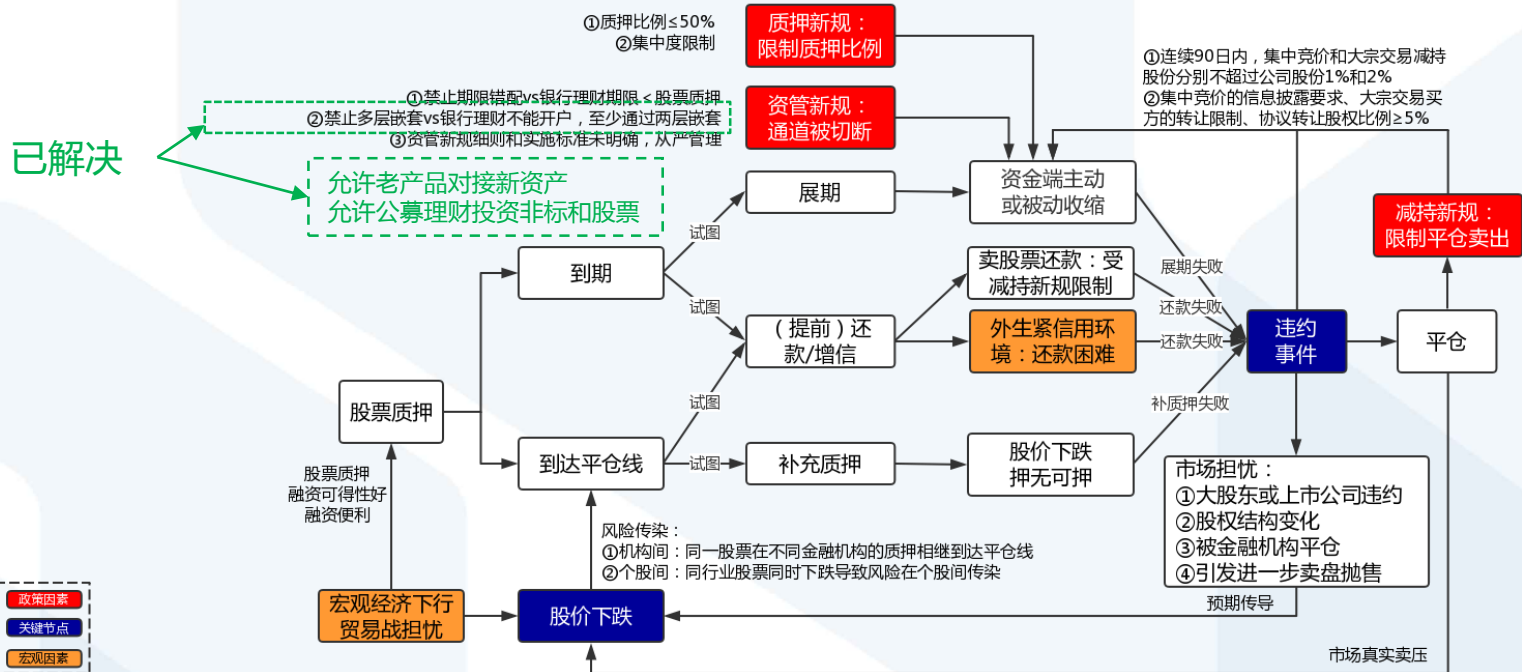 ①质押比例≤50%
②集中度限制
质押新规：
限制质押比例
①连续90日内，集中竞价和大宗交易减持
股份分别不超过公司股份1%和2%
②集中竞价的信息披露要求、大宗交易买
方的转让限制、协议转让股权比例≥5%
①禁止期限错配vs银行理财期限＜股票质押
②禁止多层嵌套vs银行理财不能开户，至少通过两层嵌套
③资管新规细则和实施标准未明确，从严管理
资管新规：
通道被切断
已解决
允许老产品对接新资产
允许公募理财投资非标和股票
展期
资金端主动
或被动收缩
减持新规：
限制平仓卖出
试图
到期
卖股票还款：受
减持新规限制
展期失败
试图
还款失败
（提前）还
款/增信
外生紧信用环
境：还款困难
还款失败
违约
事件
平仓
股票质押
试图
补质押失败
到达平仓线
试图
补充质押
股价下跌
押无可押
市场担忧：
①大股东或上市公司违约
②股权结构变化
③被金融机构平仓
④引发进一步卖盘抛售
股票质押
融资可得性好
融资便利
风险传染：
①机构间：同一股票在不同金融机构的质押相继到达平仓线
②个股间：同行业股票同时下跌导致风险在个股间传染
政策因素
关键节点
宏观因素
宏观经济下行
贸易战担忧
股价下跌
预期传导
市场真实卖压